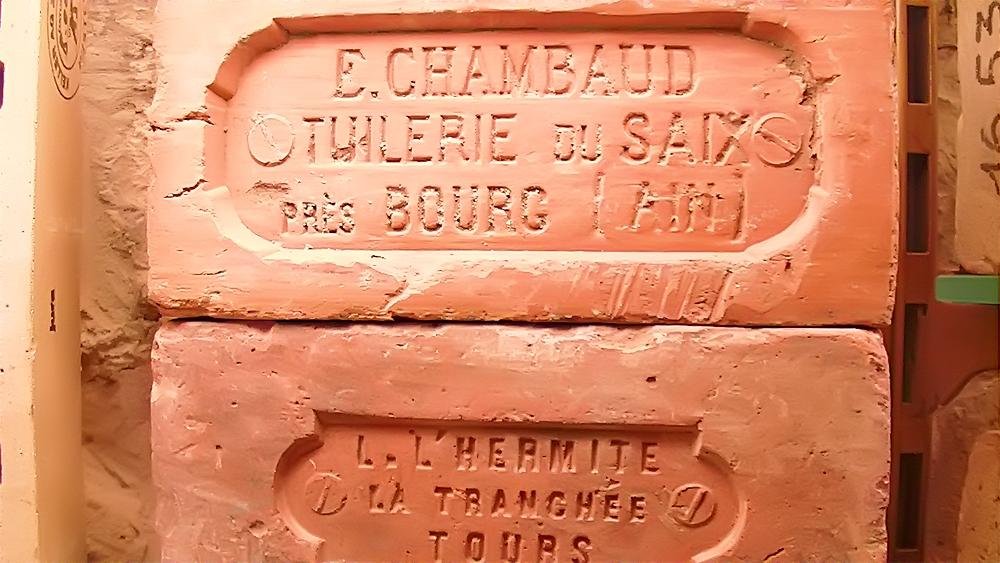 E. CHAMBAUD
TUILERIE DU SAIX
PRÈS BOURG (AIN)
L. L'HERMITE
LA TRANCHÉE
TOURS